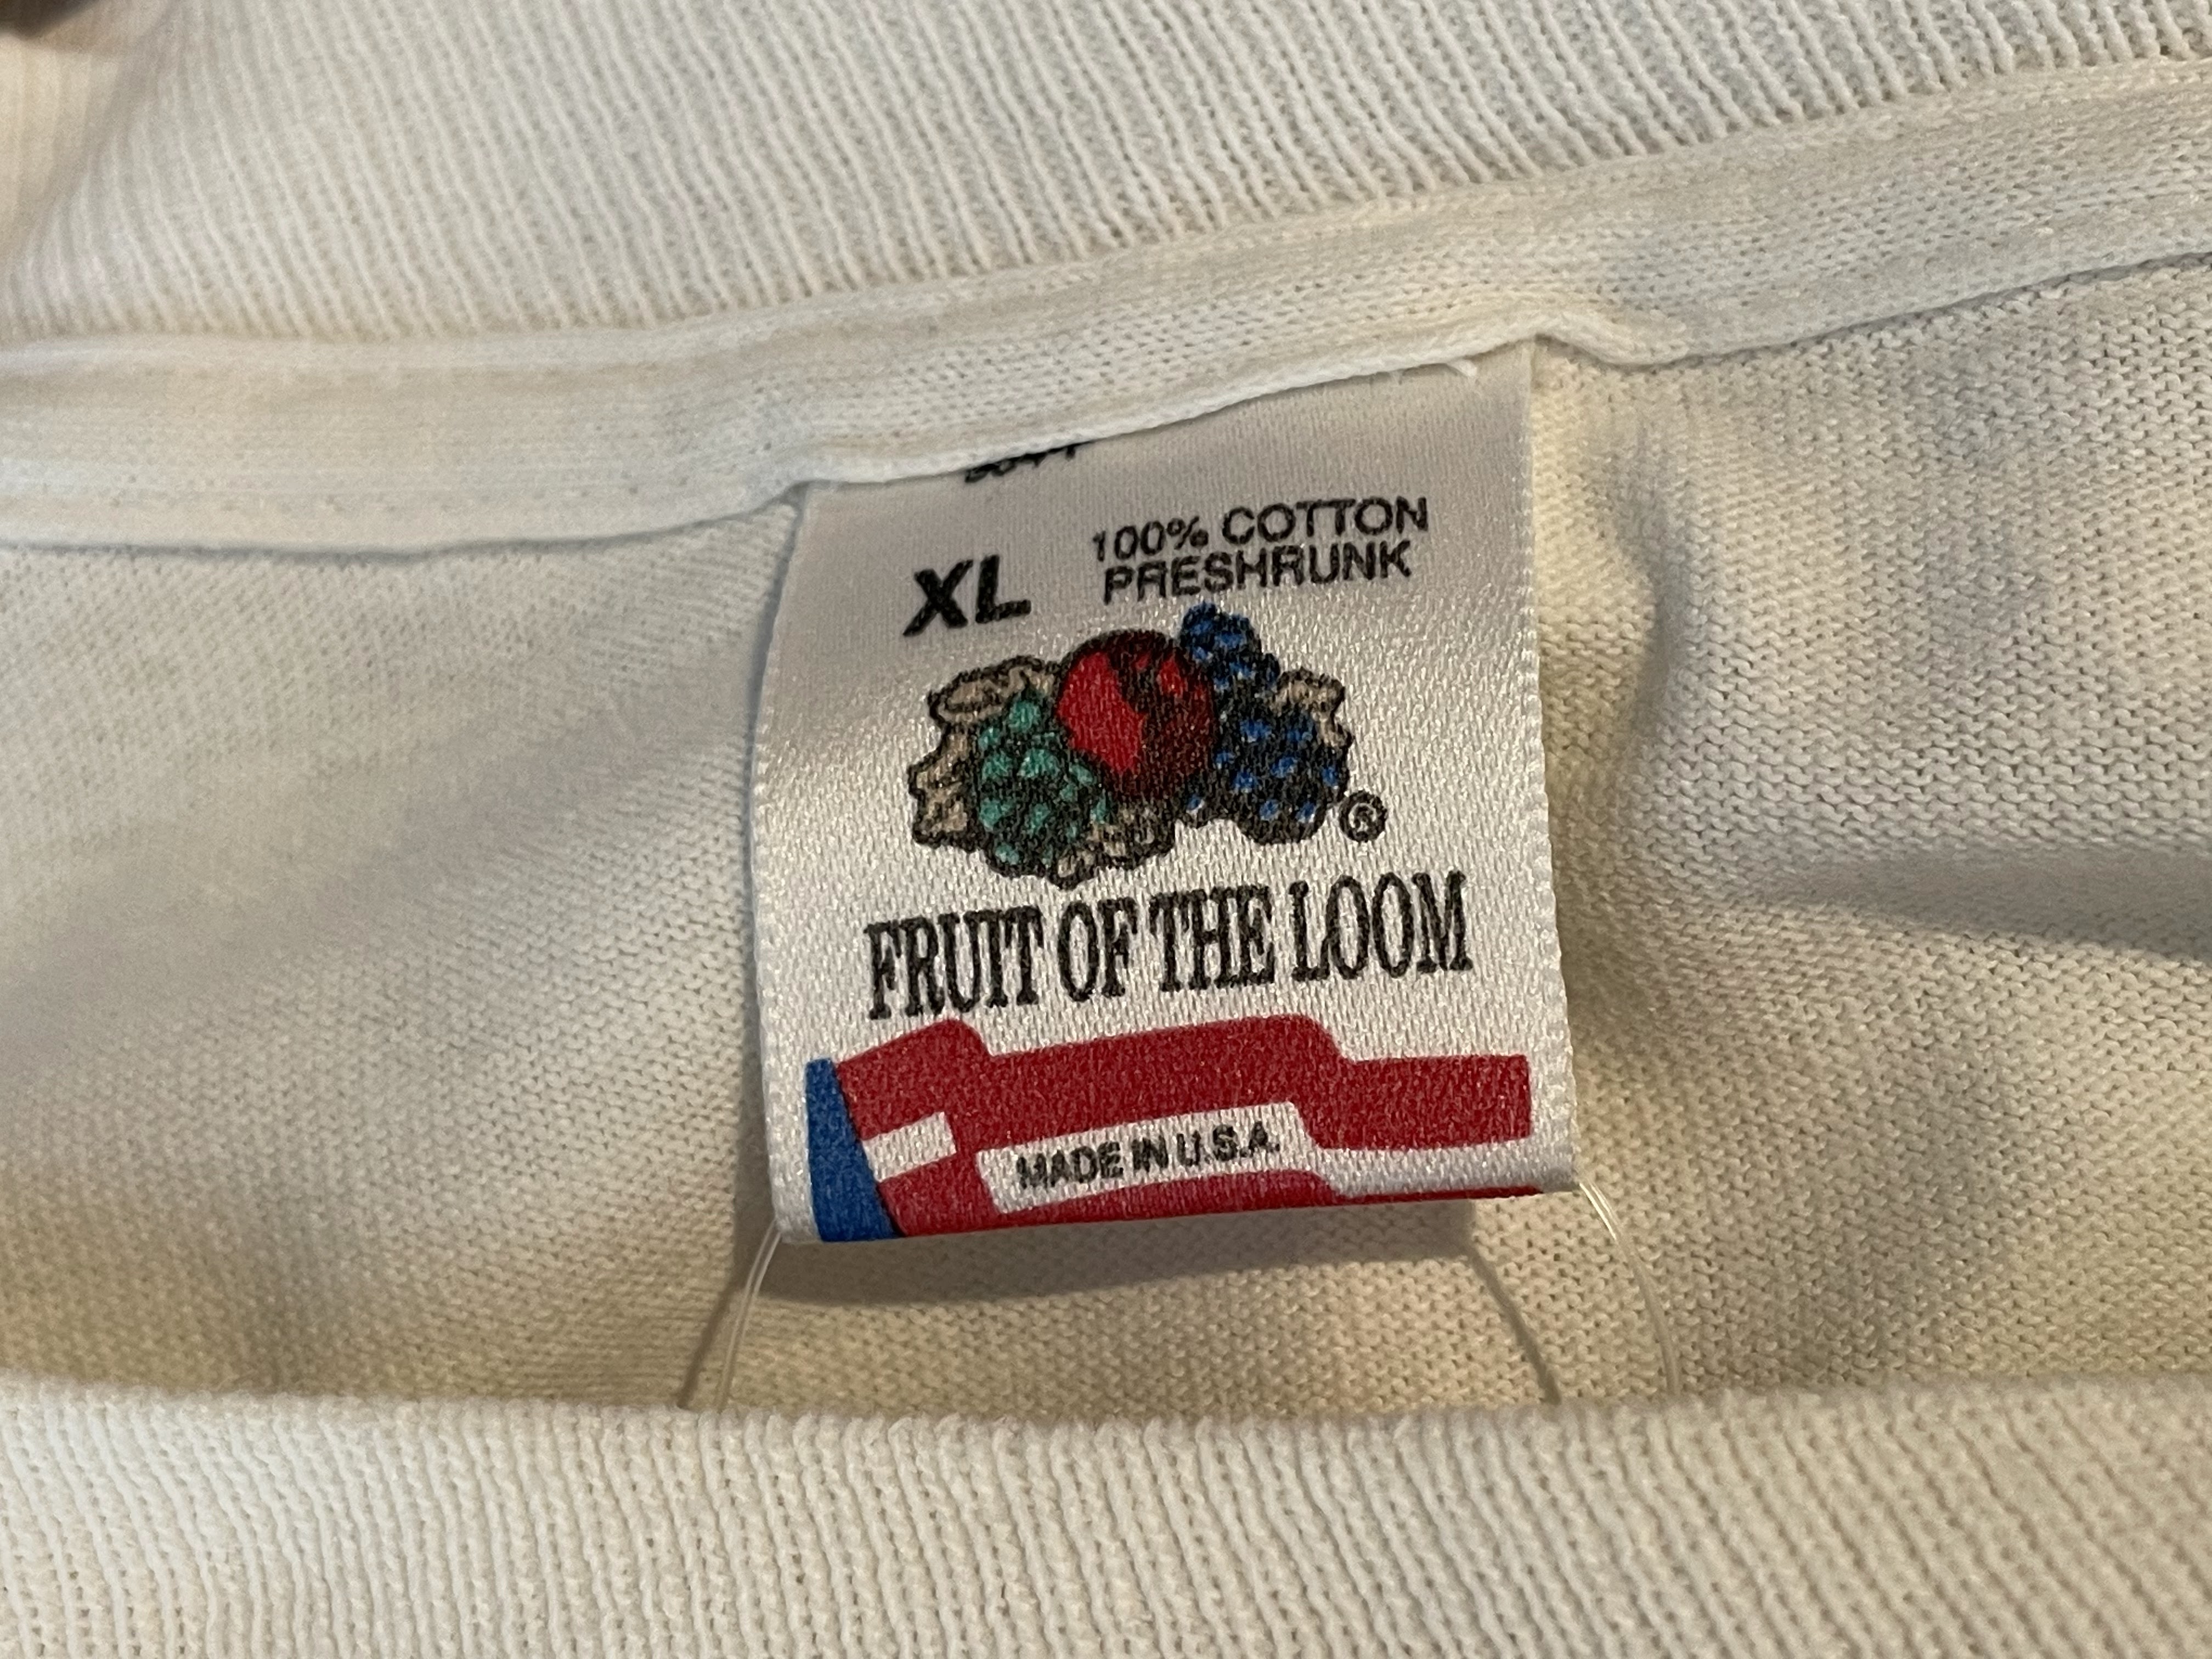 XL
100% COTTON
PRESHRUNK
®
FRUIT OF THE LOOM
MADE IN U.S.A.